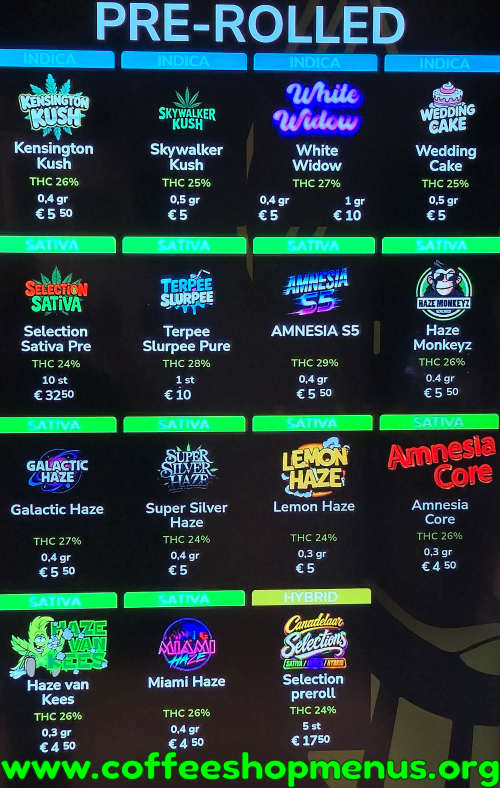 PRE-ROLLED
INDICA INDICA INDICA INDICA
KENSINGTON
KUSH
Kensington
Kush
THC 26%
0,4 gr
€ 5 50
SKYWALKER
KUSH
Skywalker
Kush
THC 25%
0,5 gr
€ 5
White
Widow
White
Widow
THC 27%
0,4 gr 1 gr
€ 5 € 10
WEDDING
CAKE
Wedding
Cake
THC 25%
0,5 gr
€ 5
SATIVA SATIVA SATIVA SATIVA
SELECTION
SATIVA
Selection
Sativa Pre
THC 24%
10 st
€ 3250
TERPEE
SLURPEE
Terpee
Slurpee Pure
THC 28%
1 st
€ 10
AMNESIA
S5
AMNESIA S5
THC 29%
0,4 gr
€ 5 50
HAZE MONKEYZ
Haze
Monkeyz
THC 26%
0.4 gr
€ 5 50
SATIVA SATIVA SATIVA SATIVA
GALACTIC
HAZE
Galactic Haze
THC 27%
0,4 gr
€ 5 50
SUPER
SILVER
HAZE
Super Silver
Haze
THC 24%
0,4 gr
€ 5
LEMON
HAZE
Lemon Haze
THC 24%
0,3 gr
€ 5
Amnesia
Core
Amnesia
Core
THC 26%
0,3 gr
€ 4 50
SATIVA SATIVA HYBRID
HAZE
VAN
KEES
Haze van
Kees
THC 26%
0,3 gr
€ 4 50
MIAMI
HAZE
Miami Haze
THC 26%
0,4 gr
€ 4 50
Canadelaar
Selections
SATIVA / INDICA / HYBRID
Selection
preroll
THC 24%
5 st
€ 1750
www.coffeeshopmenus.org